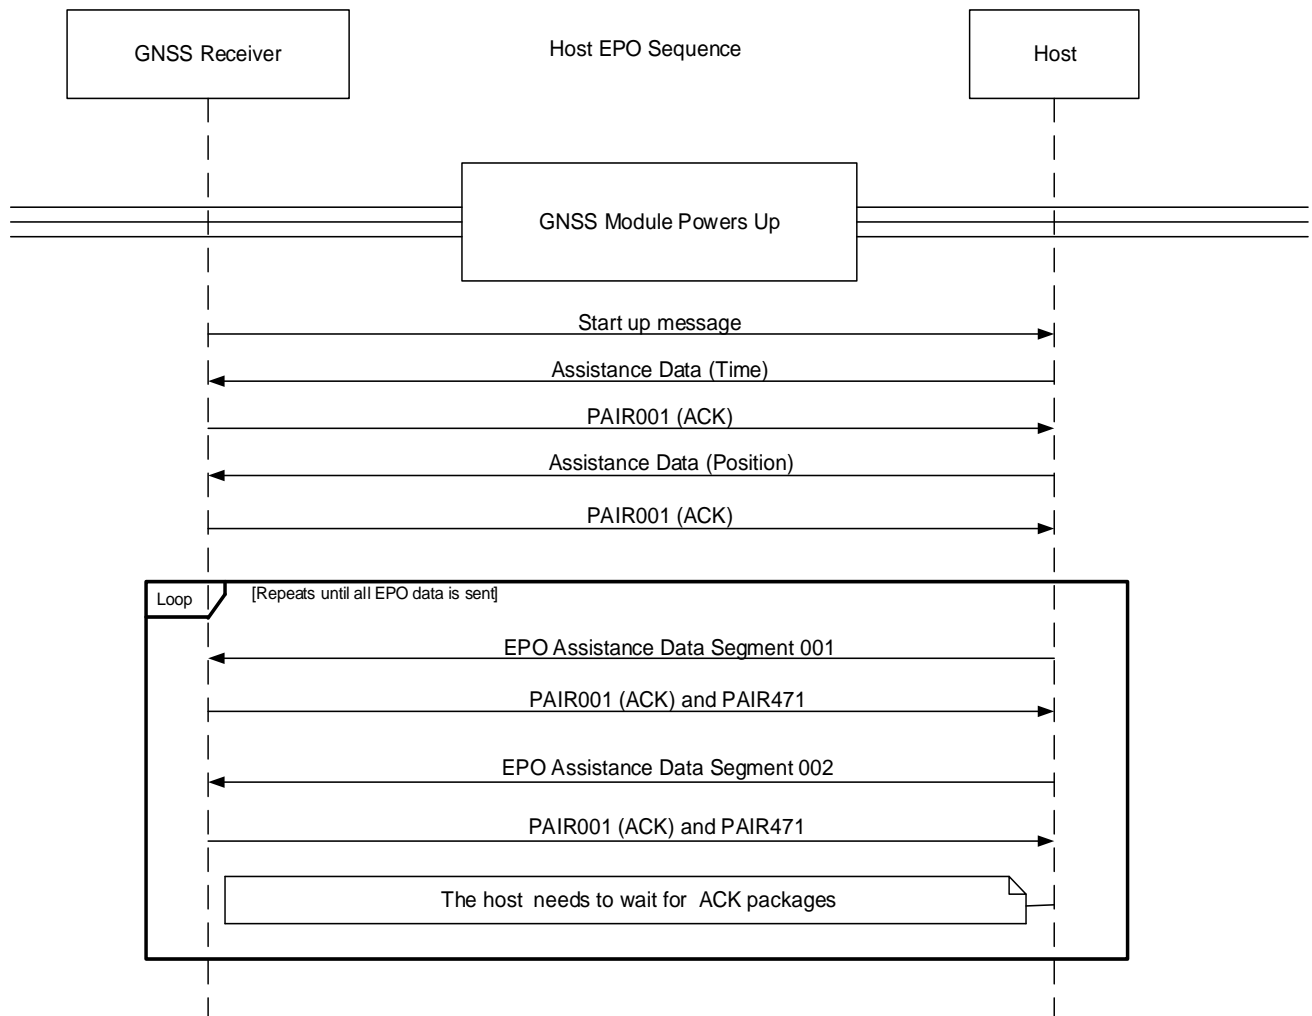 GNSS Receiver
Host EPO Sequence
Host
GNSS Module Powers Up
Start up message
Assistance Data (Time)
PAIR001 (ACK)
Assistance Data (Position)
PAIR001 (ACK)
Loop
[Repeats until all EPO data is sent]
EPO Assistance Data Segment 001
PAIR001 (ACK) and PAIR471
EPO Assistance Data Segment 002
PAIR001 (ACK) and PAIR471
The host needs to wait for ACK packages